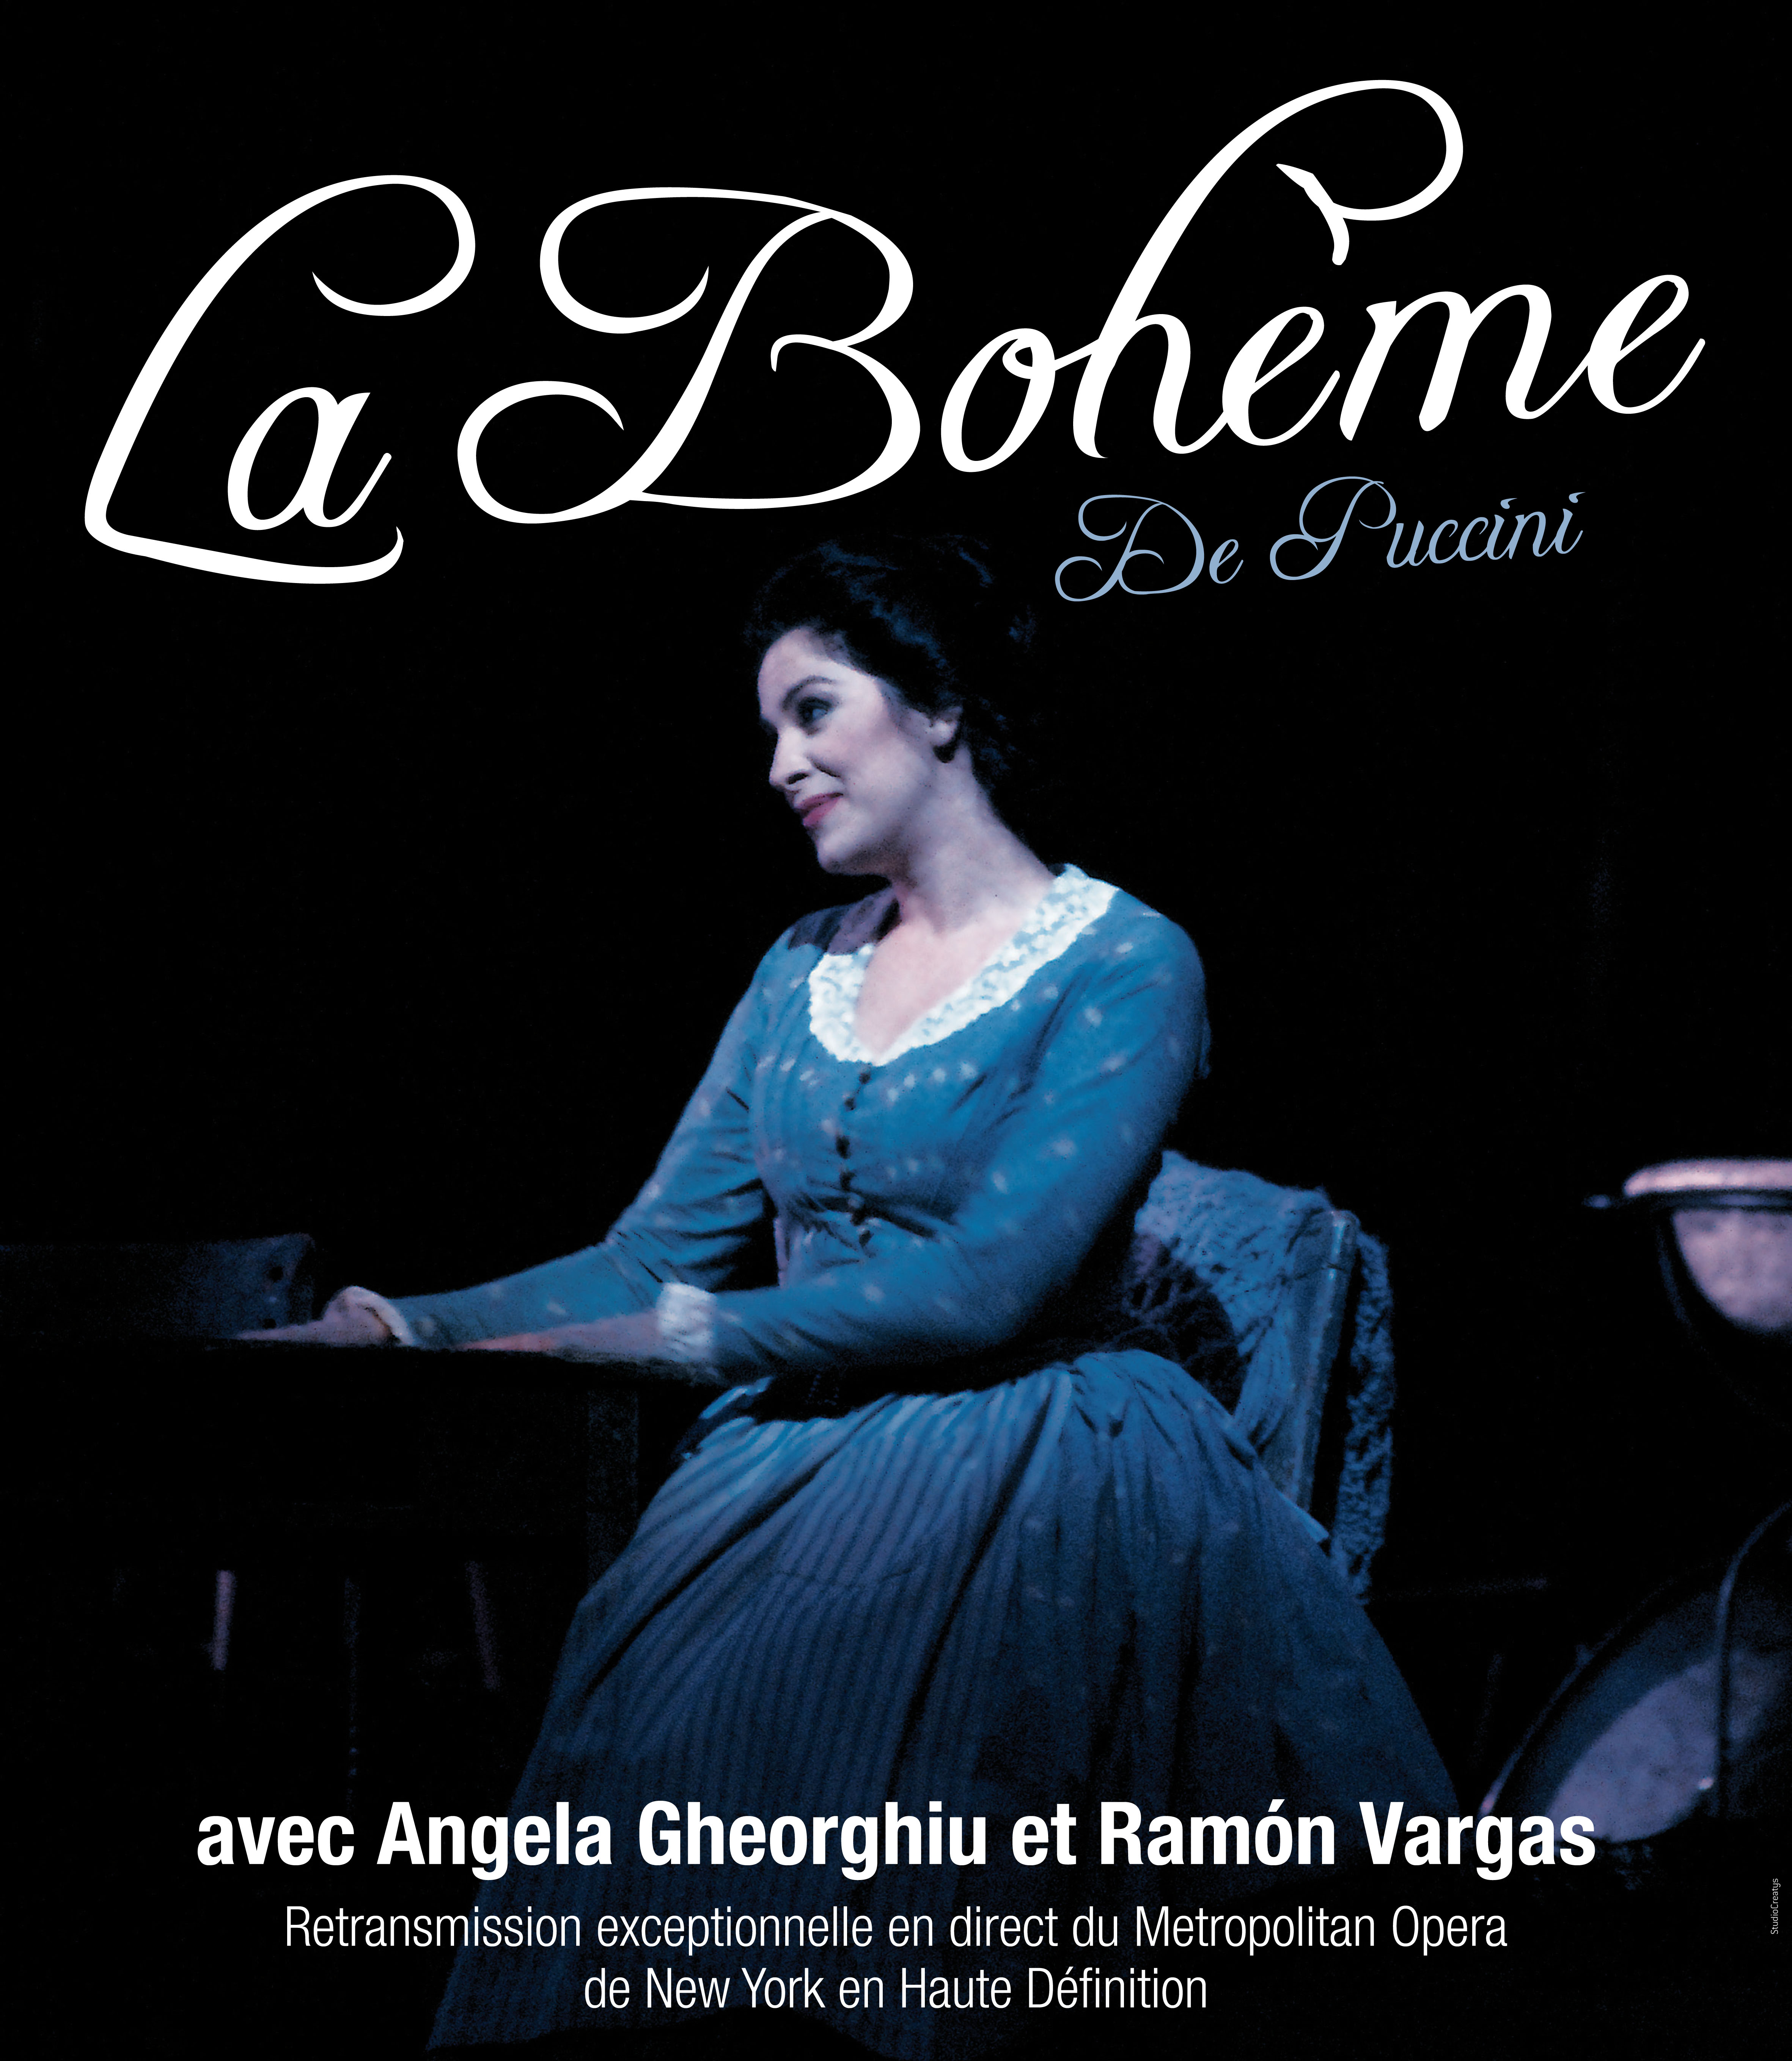 La Bohème
De Puccini
avec Angela Gheorghiu et Ramón Vargas
Retransmission exceptionnelle en direct du Metropolitan Opera
de New York en Haute Définition
StudioCreatys